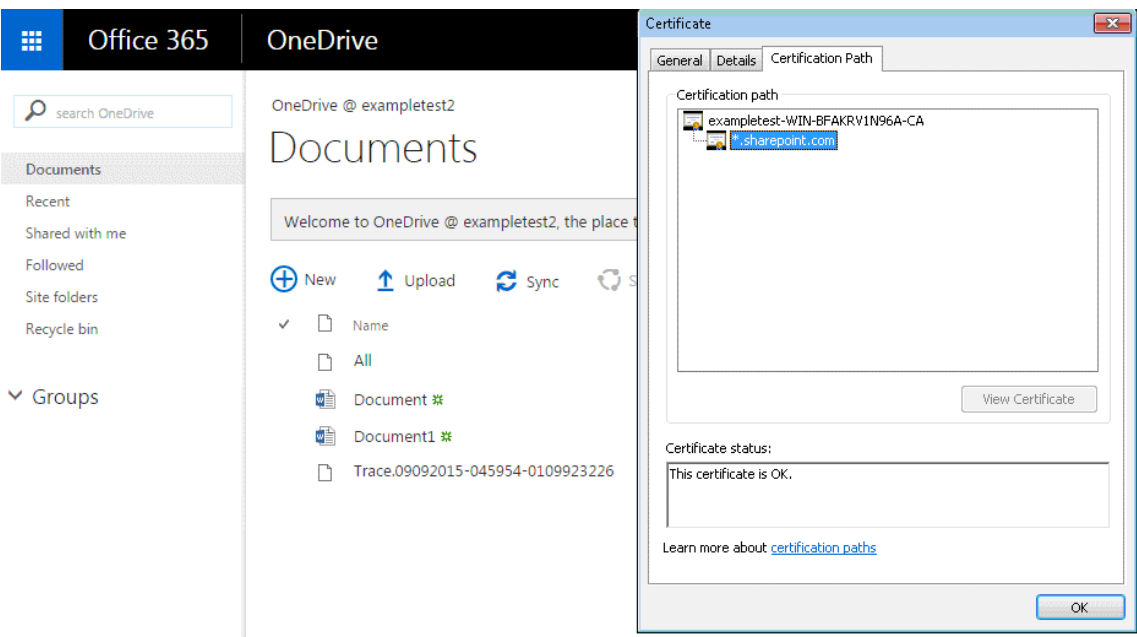 Office 365
OneDrive
search OneDrive
Documents
Recent
Shared with me
Followed
Site folders
Recycle bin
Groups
OneDrive @ exampletest2
Documents
Welcome to OneDrive @ exampletest2, the place t
New Upload Sync S
Name
All
Document
Document1
Trace.09092015-045954-0109923226
Certificate
General Details Certification Path
Certification path
exampletest-WIN-BFAKRV1N96A-CA
*.sharepoint.com
View Certificate
Certificate status:
This certificate is OK.
Learn more about certification paths
OK